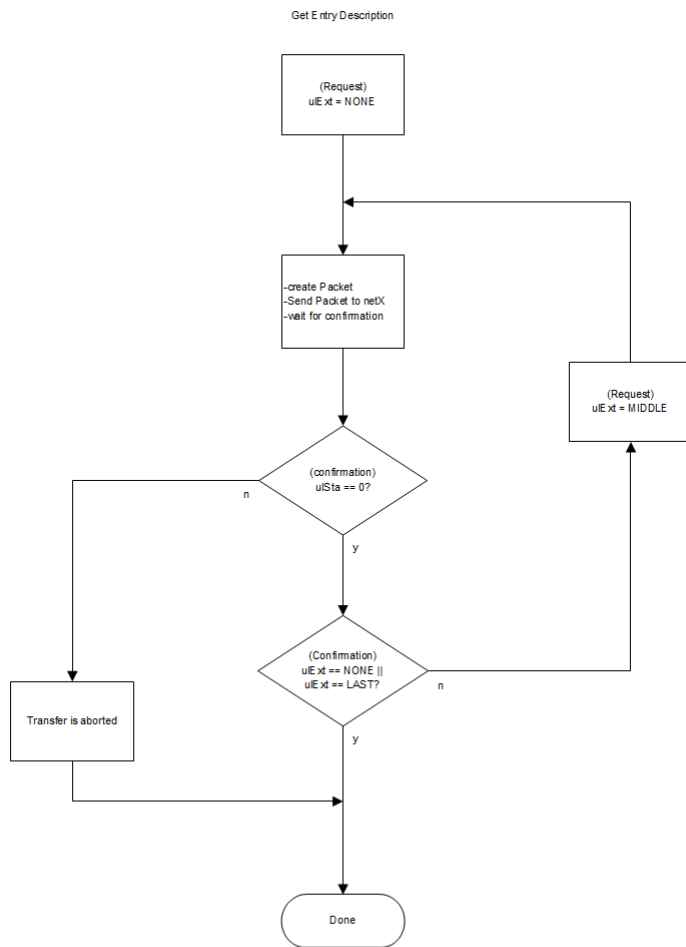 Get Entry Description
(Request)
ulExt = NONE
-create Packet
-Send Packet to netX
-wait for confirmation
(Request)
ulExt = MIDDLE
(confirmation)
ulSta == 0?
n
y
(Confirmation)
ulExt == NONE ||
ulExt == LAST?
n
Transfer is aborted
y
Done